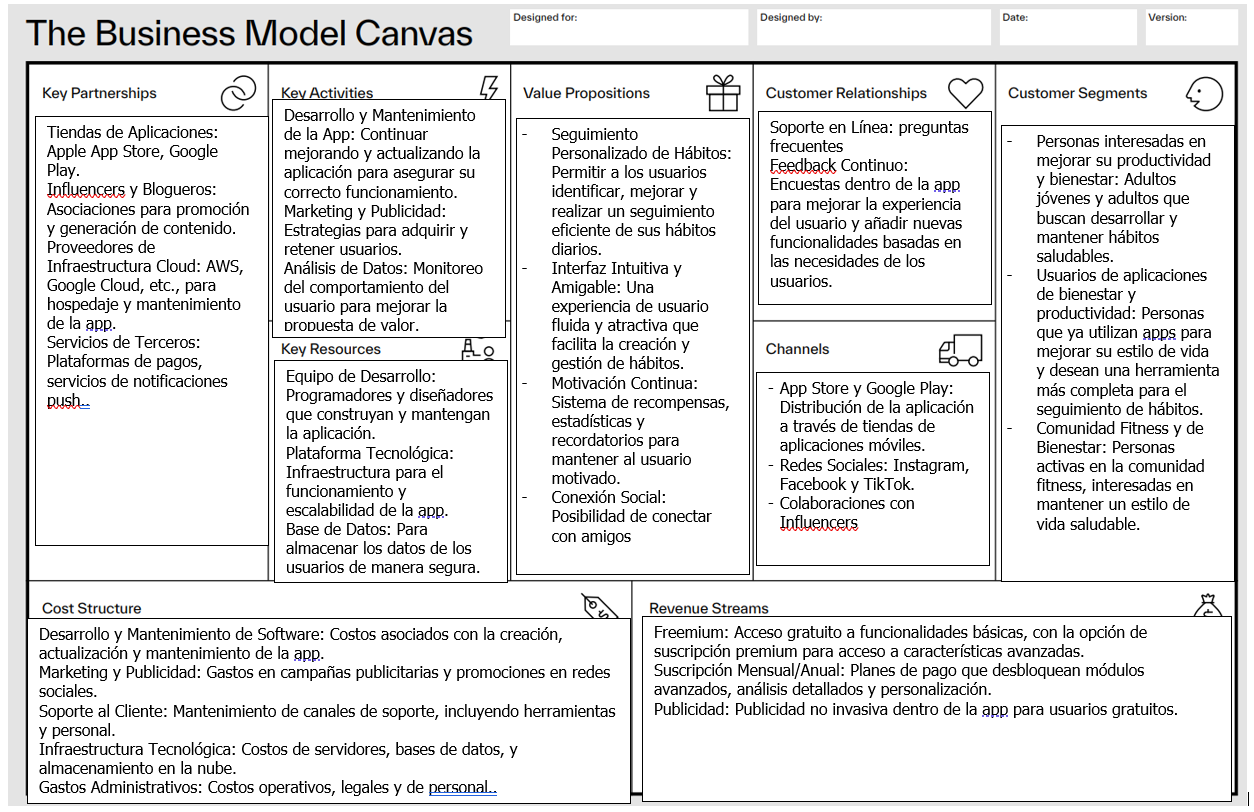 The Business Model Canvas
Designed for:
Designed by:
Date:
Version:
Key Partnerships
Tiendas de Aplicaciones:
Apple App Store, Google
Play.
Influencers y Blogueros:
Asociaciones para promoción
y generación de contenido.
Proveedores de
Infraestructura Cloud: AWS,
Google Cloud, etc., para
hospedaje y mantenimiento
de la app.
Servicios de Terceros:
Plataformas de pagos,
servicios de notificaciones
push..
Key Activities
Desarrollo y Mantenimiento
de la App: Continuar
mejorando y actualizando la
aplicación para asegurar su
correcto funcionamiento.
Marketing y Publicidad:
Estrategias para adquirir y
retener usuarios.
Análisis de Datos: Monitoreo
del comportamiento del
usuario para mejorar la
propuesta de valor.
Key Resources
Equipo de Desarrollo:
Programadores y diseñadores
que construyan y mantengan
la aplicación.
Plataforma Tecnológica:
Infraestructura para el
funcionamiento y
escalabilidad de la app.
Base de Datos: Para
almacenar los datos de los
usuarios de manera segura.
Value Propositions
- Seguimiento
Personalizado de Hábitos:
Permitir a los usuarios
identificar, mejorar y
realizar un seguimiento
eficiente de sus hábitos
diarios.
- Interfaz Intuitiva y
Amigable: Una
experiencia de usuario
fluida y atractiva que
facilita la creación y
gestión de hábitos.
- Motivación Continua:
Sistema de recompensas,
estadísticas y
recordatorios para
mantener al usuario
motivado.
- Conexión Social:
Posibilidad de conectar
con amigos
Customer Relationships
Soporte en Línea: preguntas
frecuentes
Feedback Continuo:
Encuestas dentro de la app
para mejorar la experiencia
del usuario y añadir nuevas
funcionalidades basadas en
las necesidades de los
usuarios.
Channels
- App Store y Google Play:
Distribución de la aplicación
a través de tiendas de
aplicaciones móviles.
- Redes Sociales: Instagram,
Facebook y TikTok.
- Colaboraciones con
Influencers
Customer Segments
- Personas interesadas en
mejorar su productividad
y bienestar: Adultos
jóvenes y adultos que
buscan desarrollar y
mantener hábitos
saludables.
- Usuarios de aplicaciones
de bienestar y
productividad: Personas
que ya utilizan apps para
mejorar su estilo de vida
y desean una herramienta
más completa para el
seguimiento de hábitos.
- Comunidad Fitness y de
Bienestar: Personas
activas en la comunidad
fitness, interesadas en
mantener un estilo de
vida saludable.
Cost Structure
Desarrollo y Mantenimiento de Software: Costos asociados con la creación,
actualización y mantenimiento de la app.
Marketing y Publicidad: Gastos en campañas publicitarias y promociones en redes
sociales.
Soporte al Cliente: Mantenimiento de canales de soporte, incluyendo herramientas
y personal.
Infraestructura Tecnológica: Costos de servidores, bases de datos, y
almacenamiento en la nube.
Gastos Administrativos: Costos operativos, legales y de personal..
Revenue Streams
Freemium: Acceso gratuito a funcionalidades básicas, con la opción de
suscripción premium para acceso a características avanzadas.
Suscripción Mensual/Anual: Planes de pago que desbloquean módulos
avanzados, análisis detallados y personalización.
Publicidad: Publicidad no invasiva dentro de la app para usuarios gratuitos.